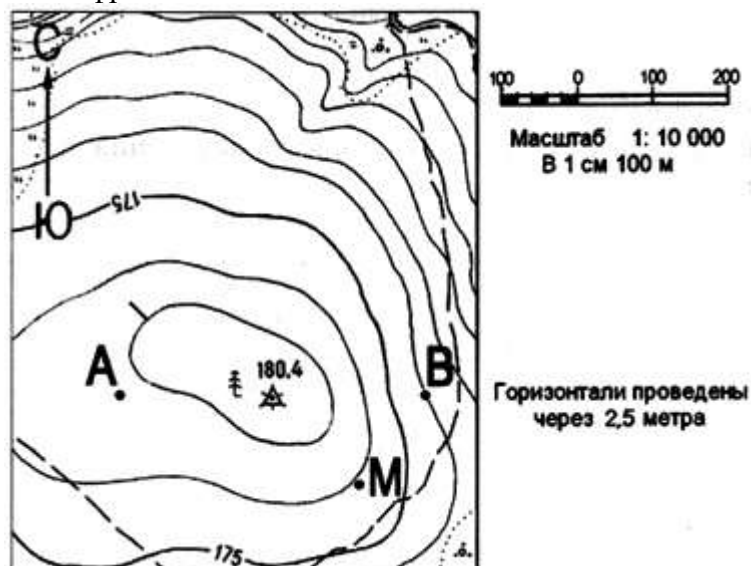 С
Ю
175
А
180.4
В
М
175
100 0 100 200
Масштаб 1: 10 000
В 1 см 100 м
Горизонтали проведены
через 2,5 метра